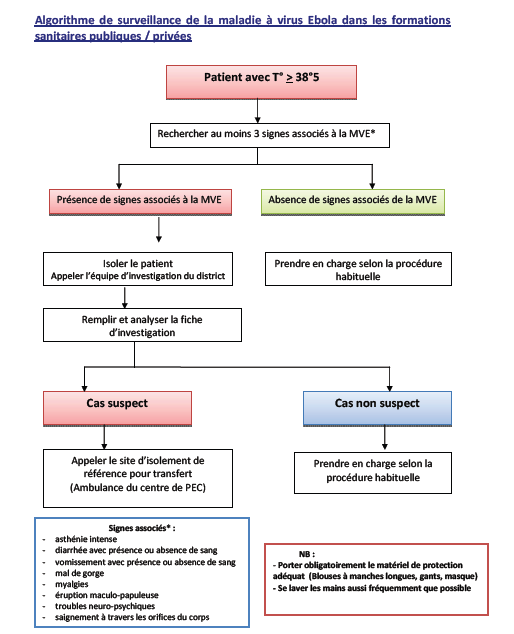 Algorithme de surveillance de la maladie à virus Ebola dans les formations
sanitaires publiques / privées
Patient avec T° ≥ 38°5
Rechercher au moins 3 signes associés à la MVE*
Présence de signes associés à la MVE
Absence de signes associés de la MVE
Isoler le patient
Appeler l'équipe d'investigation du district
Prendre en charge selon la procédure
habituelle
Remplir et analyser la fiche
d'investigation
Cas suspect
Cas non suspect
Appeler le site d'isolement de
référence pour transfert
(Ambulance du centre de PEC)
Prendre en charge selon la
procédure habituelle
Signes associés* :
- asthénie intense
- diarrhée avec présence ou absence de sang
- vomissement avec présence ou absence de sang
- mal de gorge
- myalgies
- éruption maculo-papuleuse
- troubles neuro-psychiques
- saignement à travers les orifices du corps
NB :
- Porter obligatoirement le matériel de protection
adéquat (Blouses à manches longues, gants, masque)
- Se laver les mains aussi fréquemment que possible